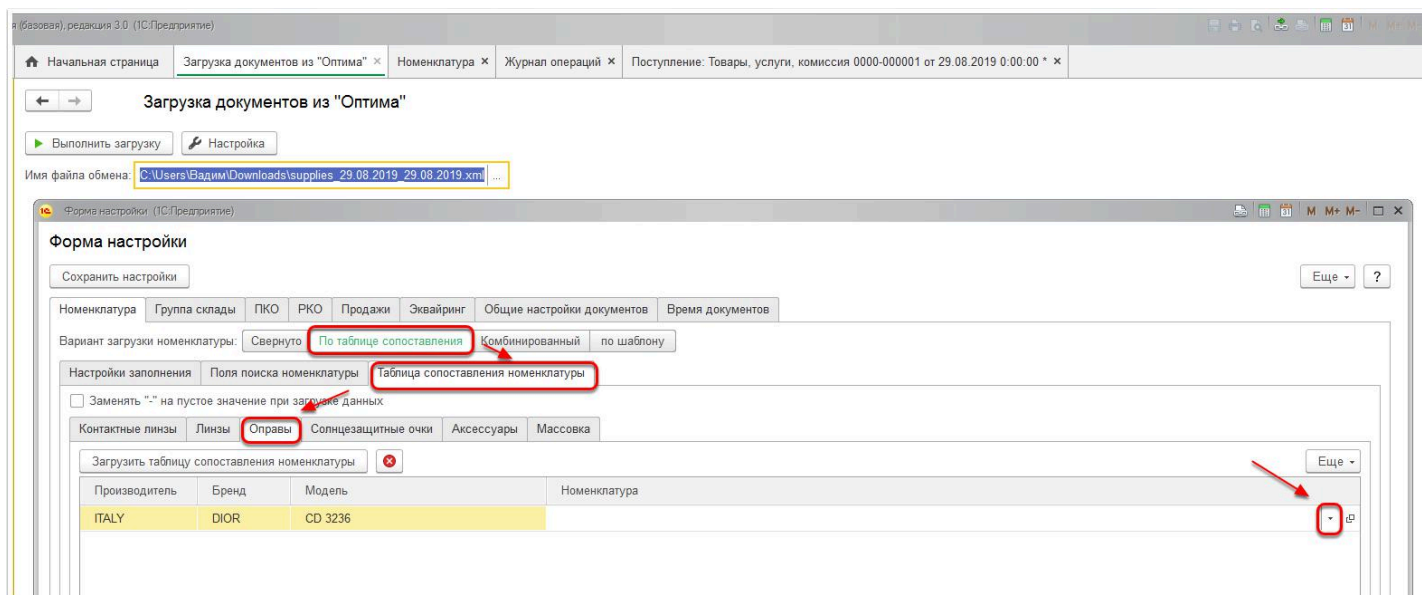 я (базовая), редакция 3.0 (1С:Предприятие) 31 M M+ M-
Начальная страница Загрузка документов из "Оптима" × Номенклатура × Журнал операций × Поступление: Товары, услуги, комиссия 0000-000001 от 29.08.2019 0:00:00 * ×
Загрузка документов из "Оптима"
Выполнить загрузку Настройка
Имя файла обмена: C:\Users\Вадим\Downloads\supplies_29.08.2019_29.08.2019.xml ...
1С Форма настройки (1С:Предприятие) 31 M M+ M-
Форма настройки
Сохранить настройки Еще ?
Номенклатура Группа склады ПКО РКО Продажи Эквайринг Общие настройки документов Время документов
Вариант загрузки номенклатуры: Свернуто По таблице сопоставления Комбинированный по шаблону
Настройки заполнения Поля поиска номенклатуры Таблица сопоставления номенклатуры
Заменять "-" на пустое значение при загрузке данных
Контактные линзы Линзы Оправы Солнцезащитные очки Аксессуары Массовка
Загрузить таблицу сопоставления номенклатуры Еще
Производитель Бренд Модель Номенклатура
ITALY DIOR CD 3236